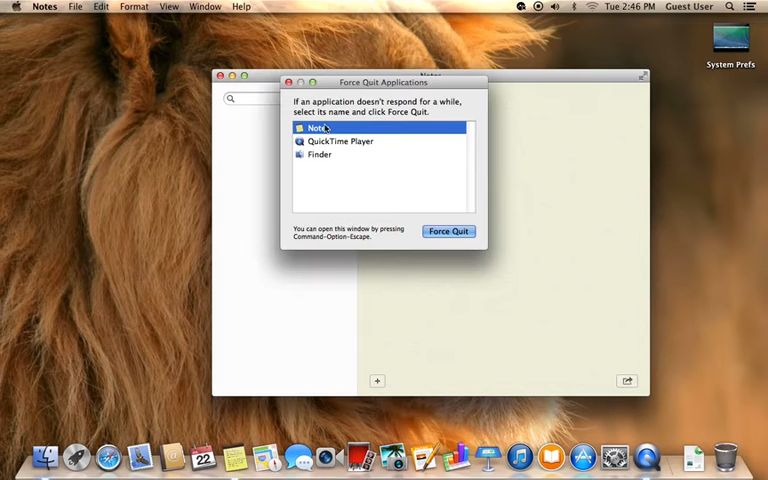 Notes File Edit Format View Window Help Tue 2:46 PM Guest User
System Prefs
Force Quit Applications
If an application doesn't respond for a while,
select its name and click Force Quit.
QuickTime Player
Finder
You can open this window by pressing
Command-Option-Escape.
Force Quit
22